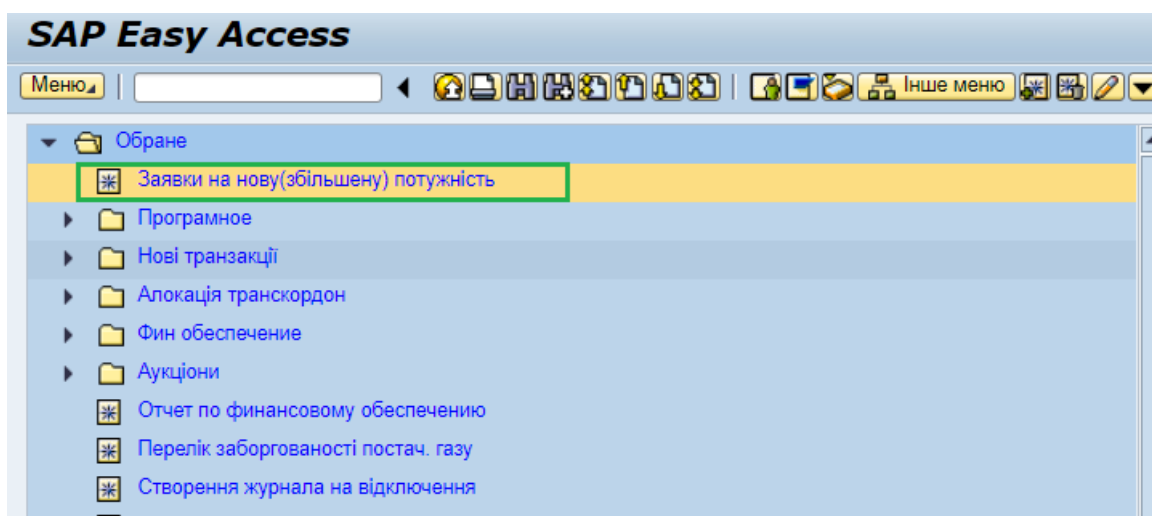 SAP Easy Access
Меню Інше меню
Обране
Заявки на нову(збільшену) потужність
Програмное
Нові транзакції
Алокація транскордон
Фин обеспечение
Аукціони
Отчет по финансовому обеспечению
Перелік заборгованості постач. газу
Створення журнала на відключення